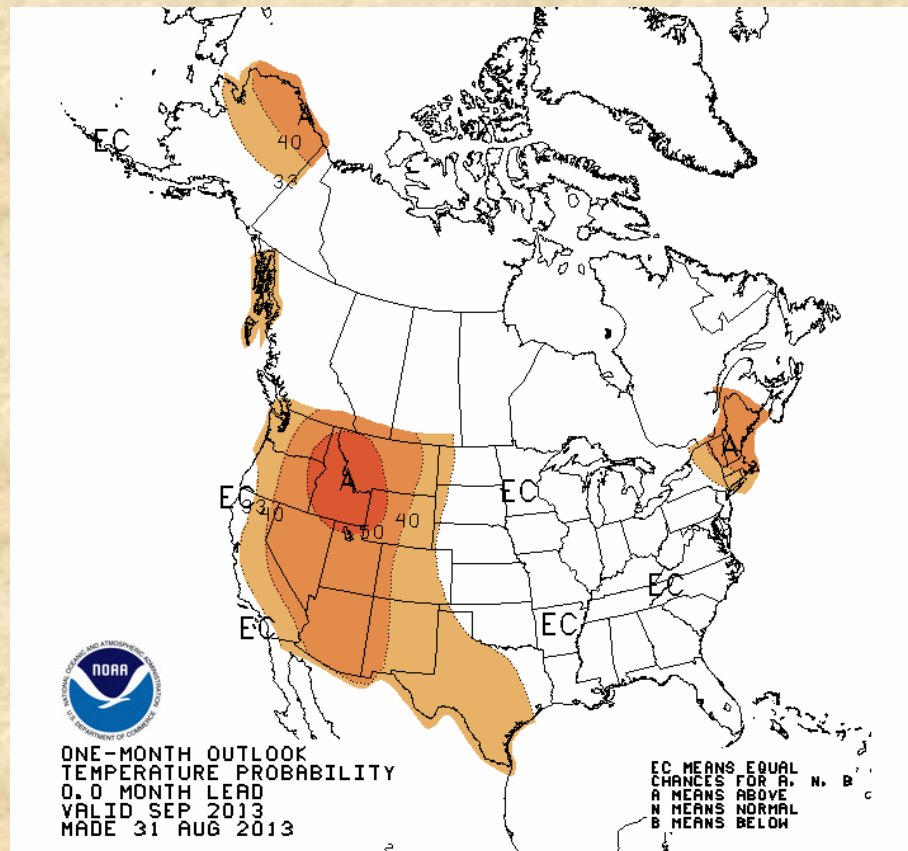 EC
A
40
33
A
A
EC
33
40
50
40
EC
EC
EC
EC
NATIONAL OCEANIC AND ATMOSPHERIC ADMINISTRATION
NOAA
U.S. DEPARTMENT OF COMMERCE
ONE-MONTH OUTLOOK
TEMPERATURE PROBABILITY
0.0 MONTH LEAD
VALID SEP 2013
MADE 31 AUG 2013
EC MEANS EQUAL
CHANCES FOR A, N, B
A MEANS ABOVE
N MEANS NORMAL
B MEANS BELOW